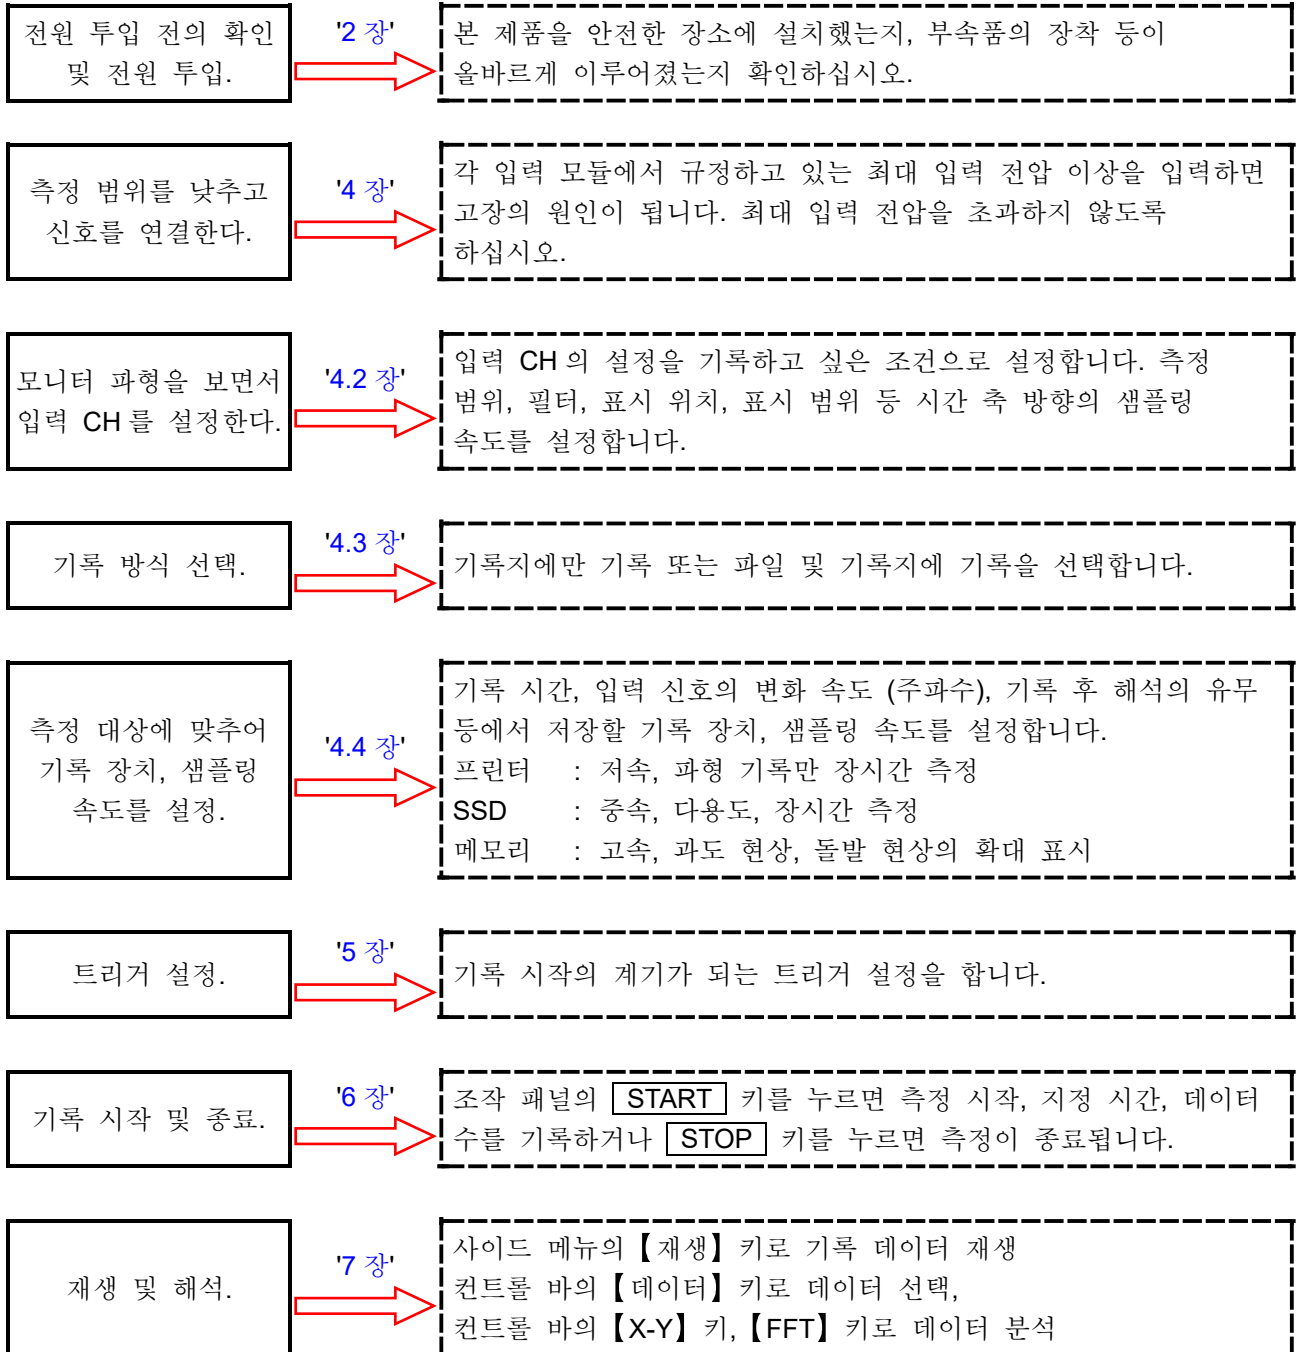 전원 투입 전의 확인
및 전원 투입.
'2 장'
본 제품을 안전한 장소에 설치했는지, 부속품의 장착 등이
올바르게 이루어졌는지 확인하십시오.
측정 범위를 낮추고
신호를 연결한다.
'4 장'
각 입력 모듈에서 규정하고 있는 최대 입력 전압 이상을 입력하면
고장의 원인이 됩니다. 최대 입력 전압을 초과하지 않도록
하십시오.
모니터 파형을 보면서
입력 CH 를 설정한다.
'4.2 장'
입력 CH 의 설정을 기록하고 싶은 조건으로 설정합니다. 측정
범위, 필터, 표시 위치, 표시 범위 등 시간 축 방향의 샘플링
속도를 설정합니다.
기록 방식 선택.
'4.3 장'
기록지에만 기록 또는 파일 및 기록지에 기록을 선택합니다.
측정 대상에 맞추어
기록 장치, 샘플링
속도를 설정.
'4.4 장'
기록 시간, 입력 신호의 변화 속도 (주파수), 기록 후 해석의 유무
등에서 저장할 기록 장치, 샘플링 속도를 설정합니다.
프린터 : 저속, 파형 기록만 장시간 측정
SSD : 중속, 다용도, 장시간 측정
메모리 : 고속, 과도 현상, 돌발 현상의 확대 표시
트리거 설정.
'5 장'
기록 시작의 계기가 되는 트리거 설정을 합니다.
기록 시작 및 종료.
'6 장'
조작 패널의 START 키를 누르면 측정 시작, 지정 시간, 데이터
수를 기록하거나 STOP 키를 누르면 측정이 종료됩니다.
재생 및 해석.
'7 장'
사이드 메뉴의【재생】키로 기록 데이터 재생
컨트롤 바의【데이터】키로 데이터 선택,
컨트롤 바의【X-Y】키,【FFT】키로 데이터 분석